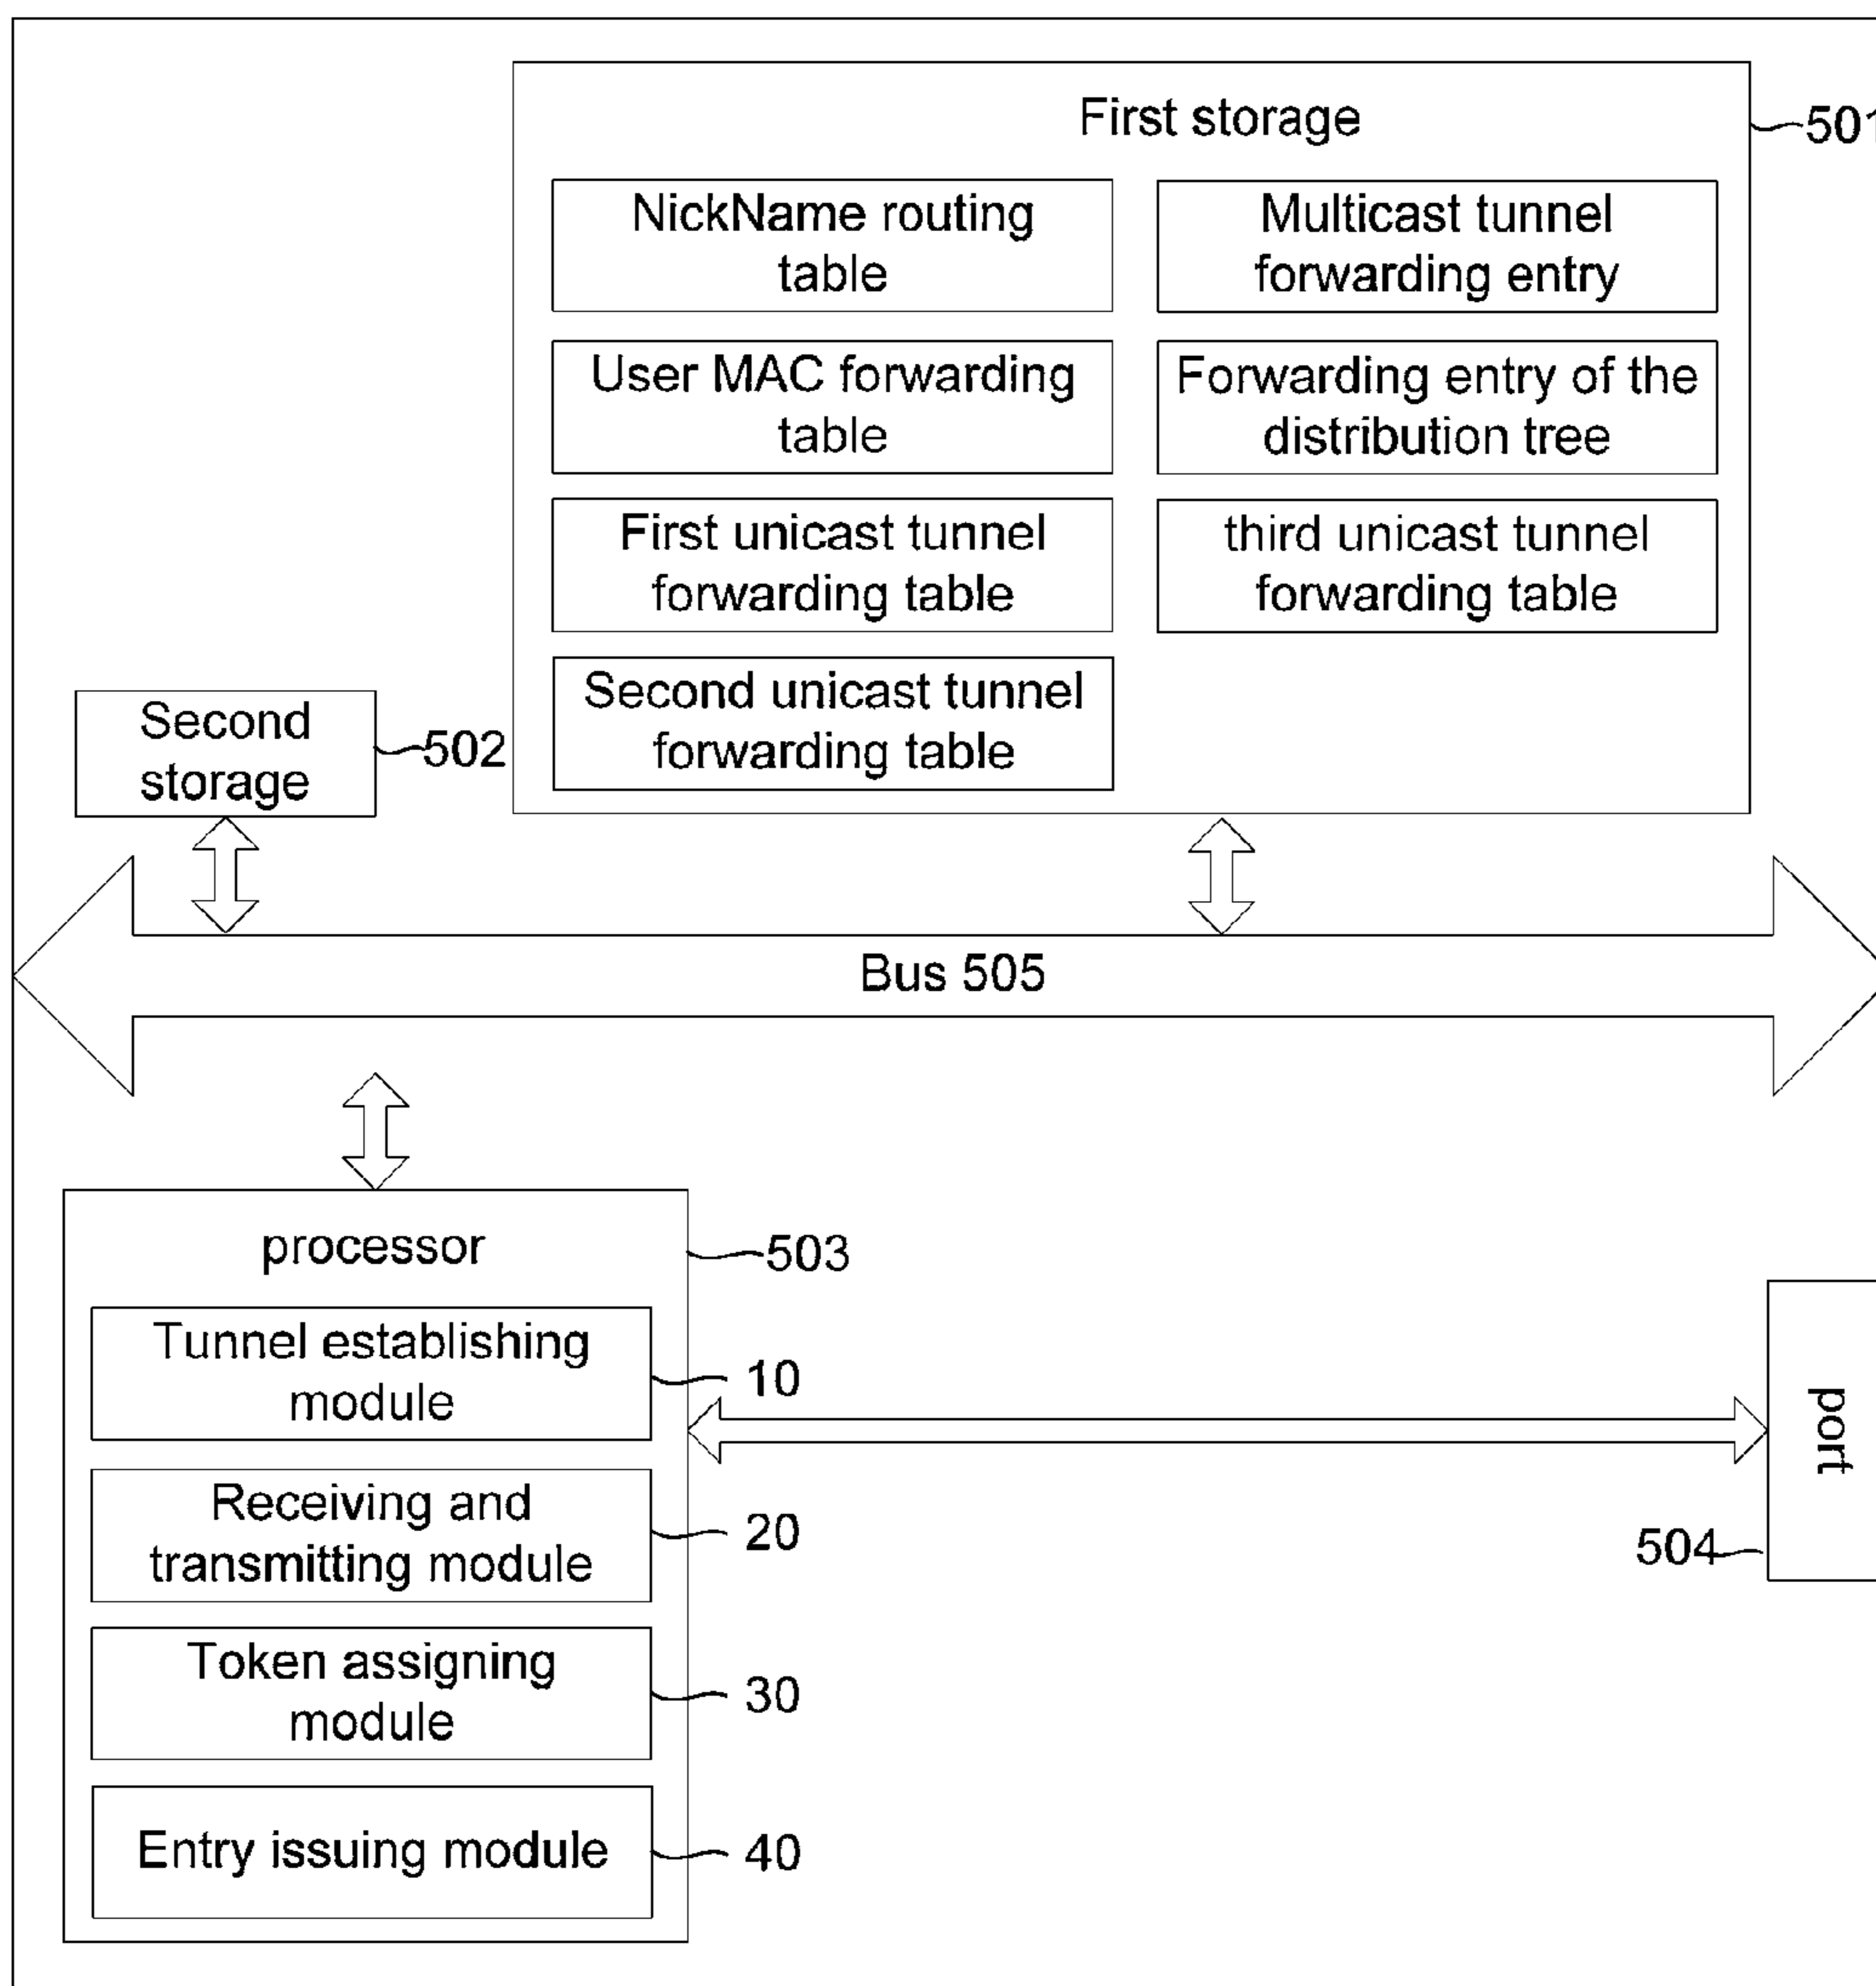 First storage
501
NickName routing
table
Multicast tunnel
forwarding entry
User MAC forwarding
table
Forwarding entry of the
distribution tree
First unicast tunnel
forwarding table
third unicast tunnel
forwarding table
Second unicast tunnel
forwarding table
Second
storage
502
Bus 505
processor
503
Tunnel establishing
module
10
port
Receiving and
transmitting module
20
504
Token assigning
module
30
Entry issuing module
40